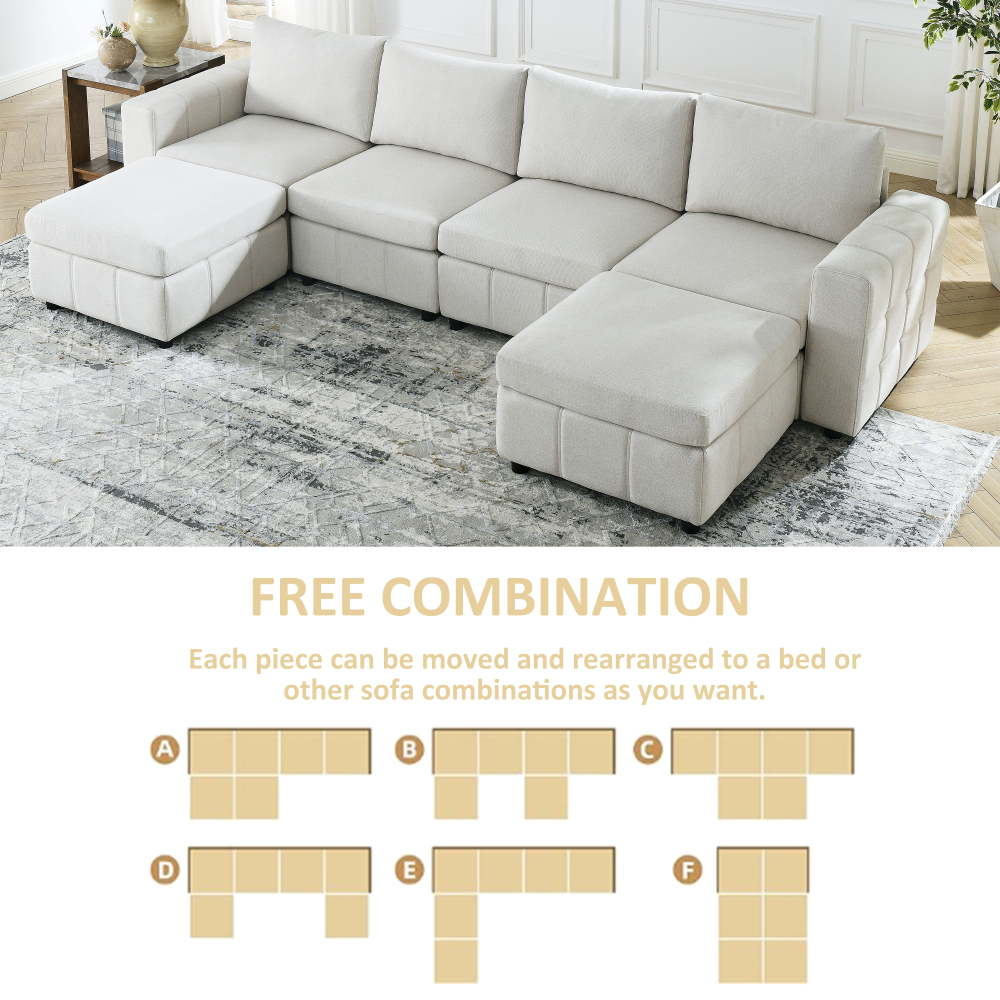 FREE COMBINATION
Each piece can be moved and rearranged to a bed or
other sofa combinations as you want.
A B C
D E F